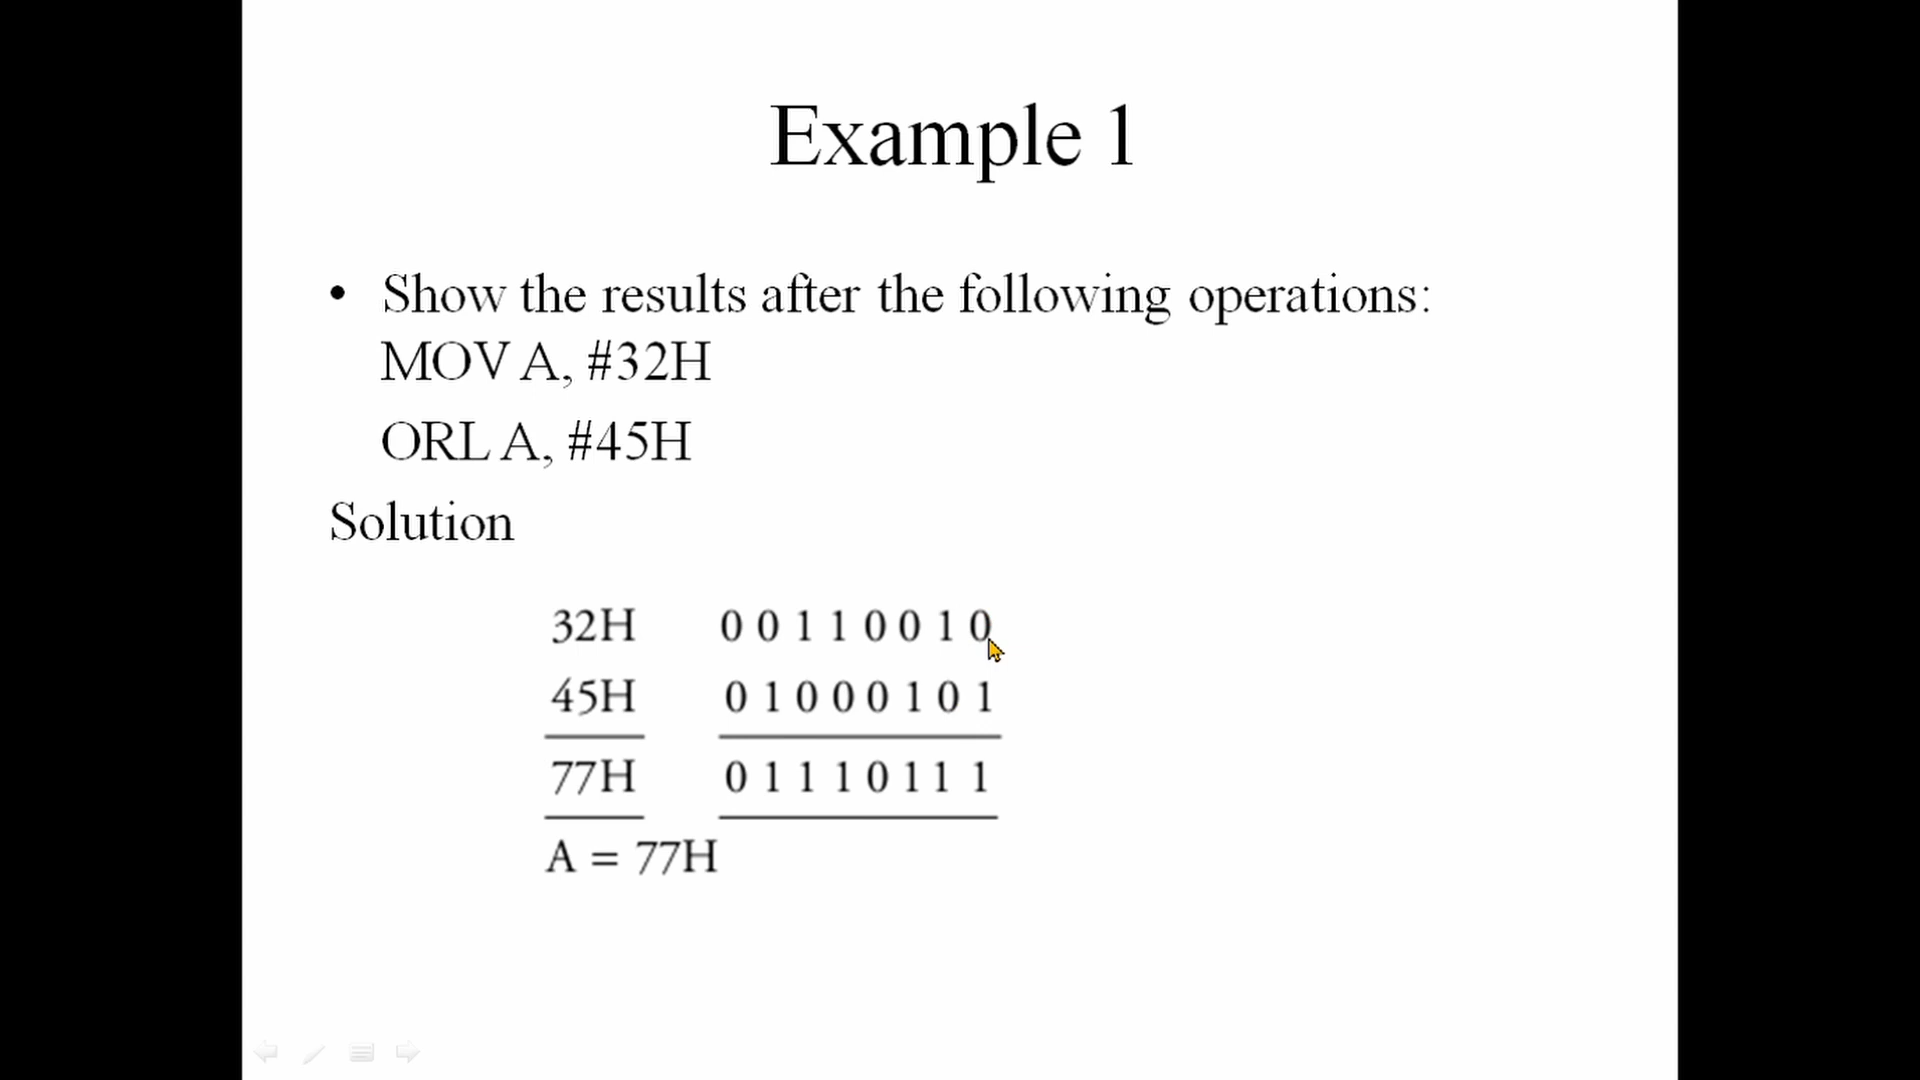 Example 1
• Show the results after the following operations:
MOV A, #32H
ORL A, #45H
Solution
32H 0 0 1 1 0 0 1 0
45H 0 1 0 0 0 1 0 1
77H 0 1 1 1 0 1 1 1
A = 77H